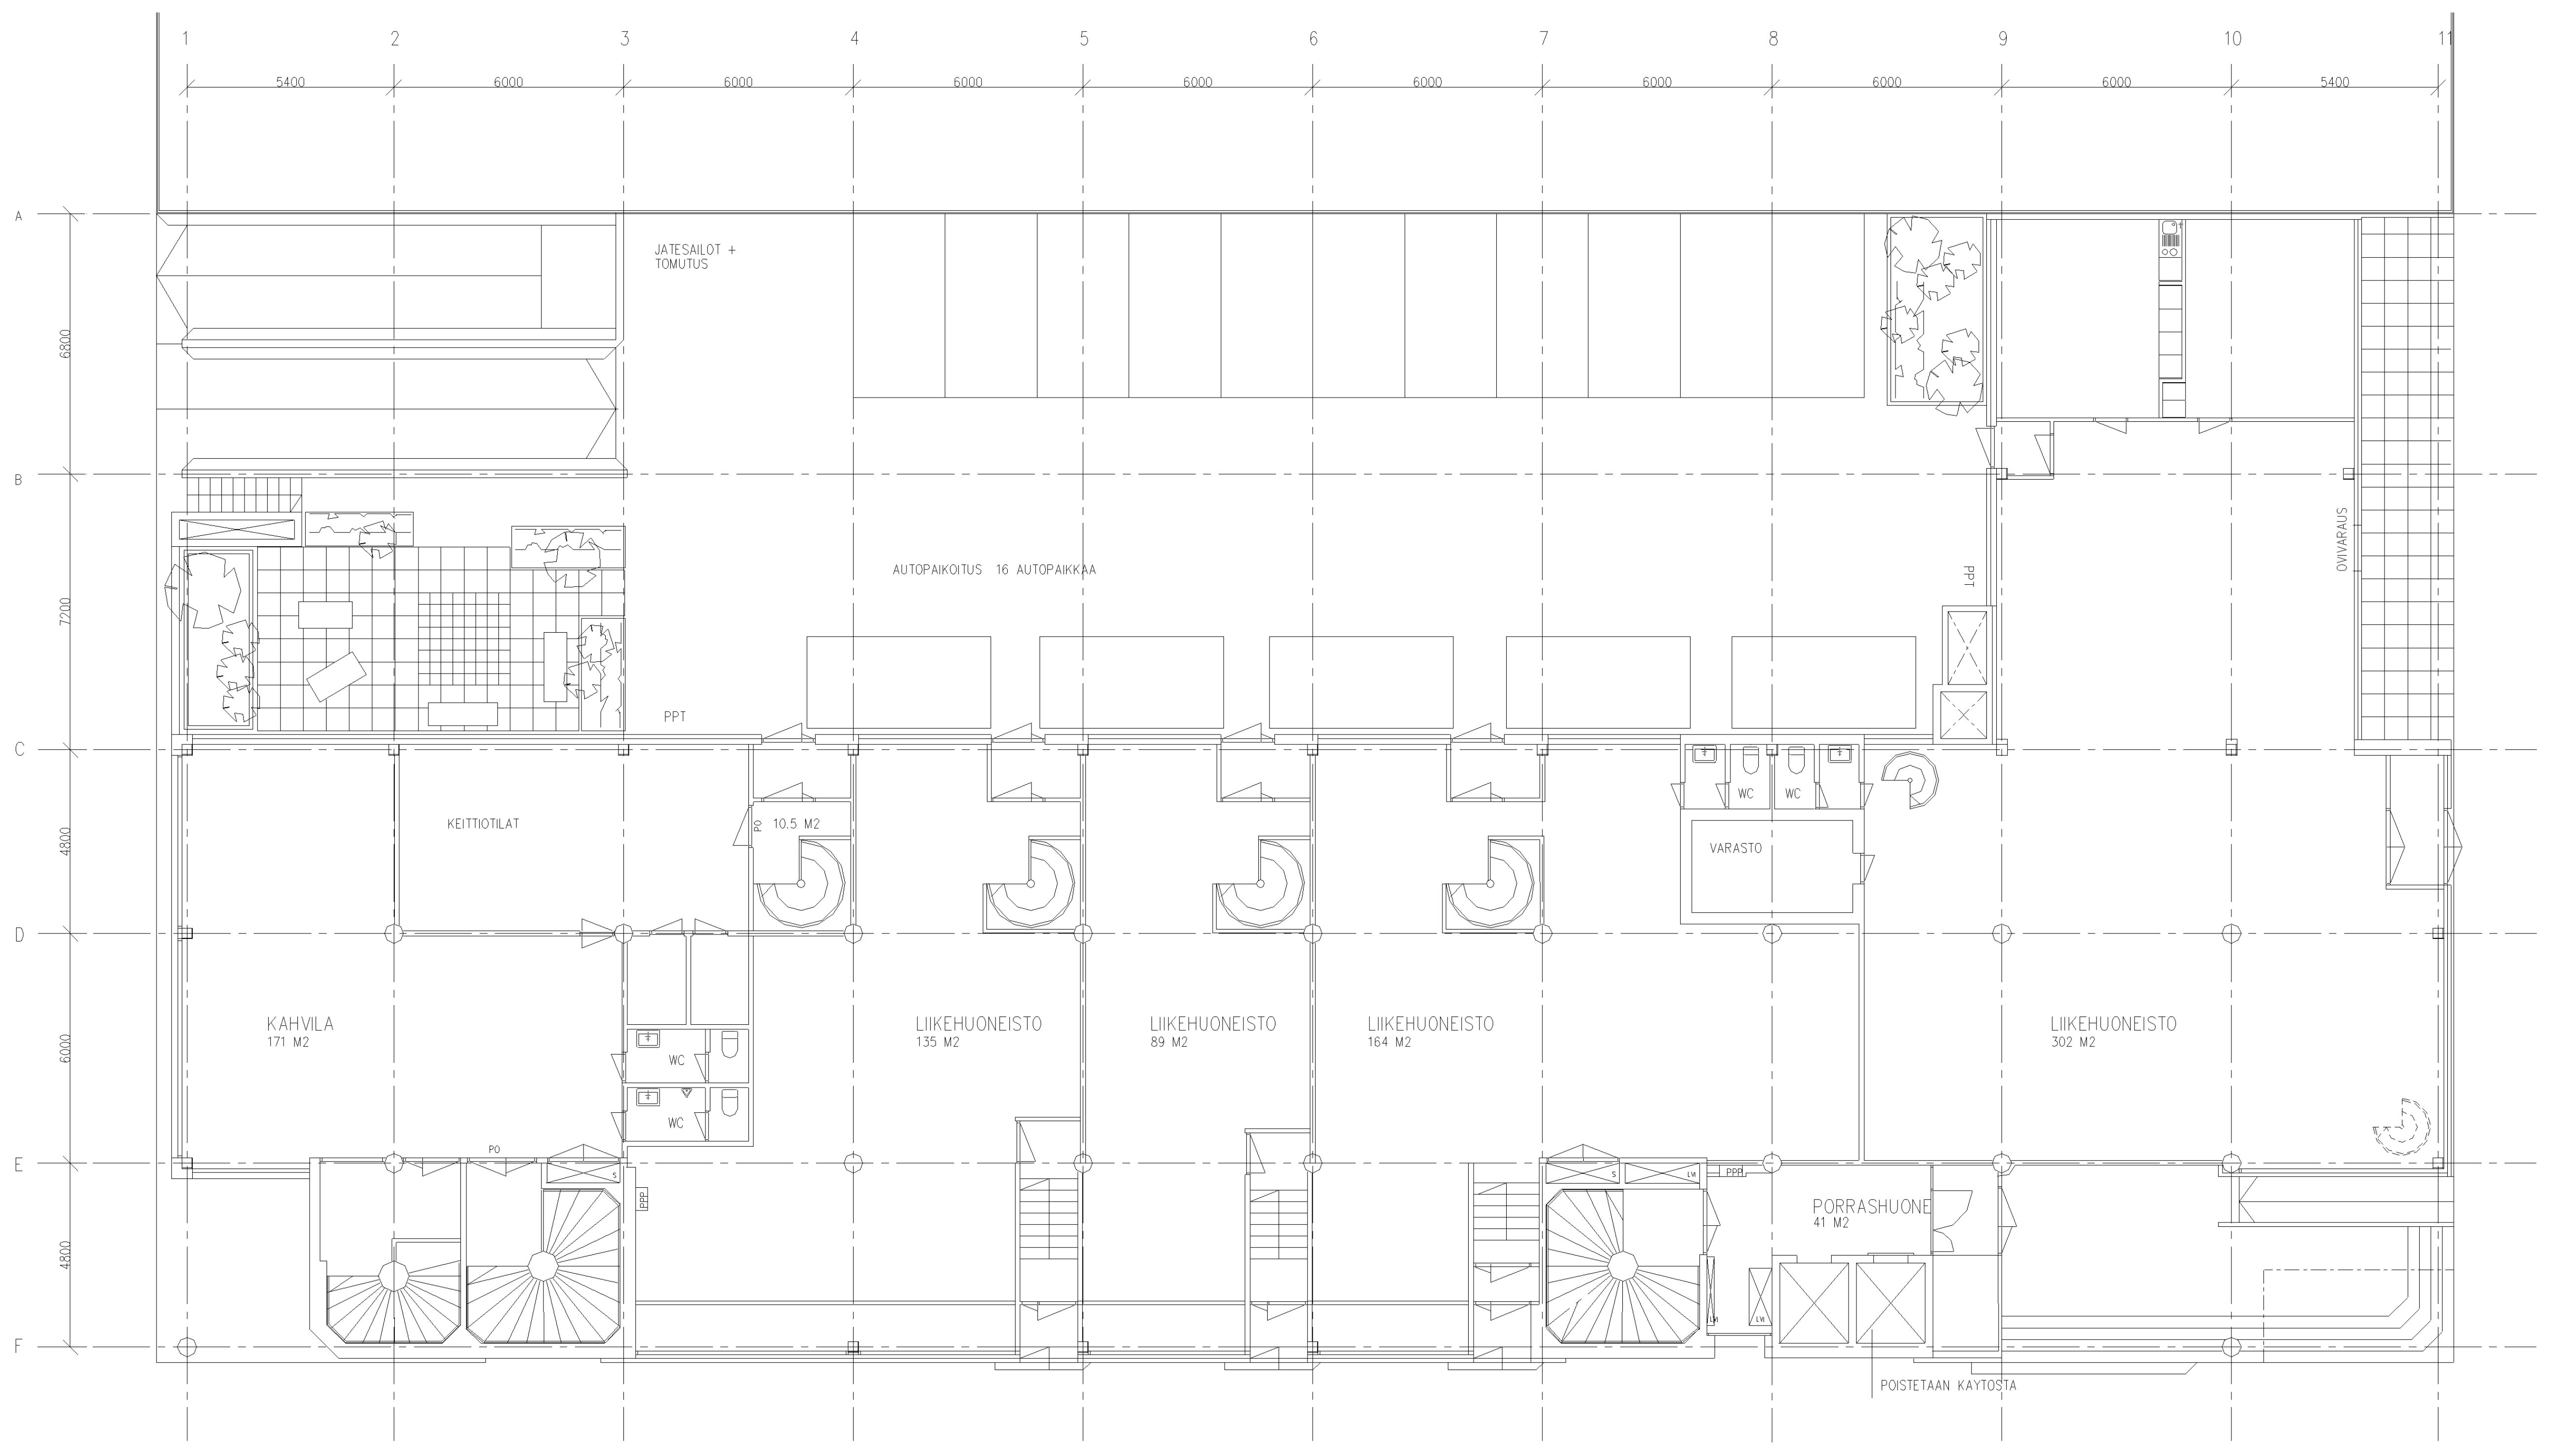 1 2 3 4 5 6 7 8 9 10 11
5400 6000 6000 6000 6000 6000 6000 6000 6000 5400
A
JATESAILOT +
TOMUTUS
6800
B
OVIVARAUS
AUTOPAIKOITUS 16 AUTOPAIKKAA
PPT
7200
PPT
C
WC WC
KEITTIOTILAT
PO 10.5 M2
4800
VARASTO
D
KAHVILA
171 M2
LIIKEHUONEISTO
135 M2
LIIKEHUONEISTO
89 M2
LIIKEHUONEISTO
164 M2
LIIKEHUONEISTO
302 M2
6000
WC
WC
PO
E
S
S
LVI
PPP
PPP
PORRASHUONE
41 M2
4800
LVI
LVI
F
POISTETAAN KAYTOSTA